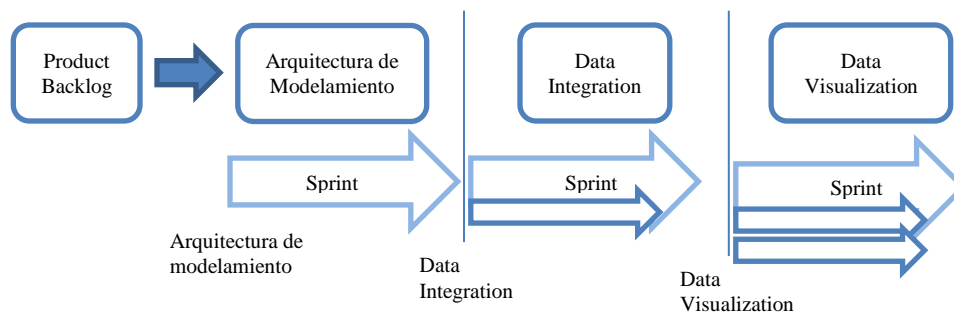 Product
Backlog
Arquitectura de
Modelamiento
Data
Integration
Data
Visualization
Sprint
Sprint
Sprint
Arquitectura de
modelamiento
Data
Integration
Data
Visualization